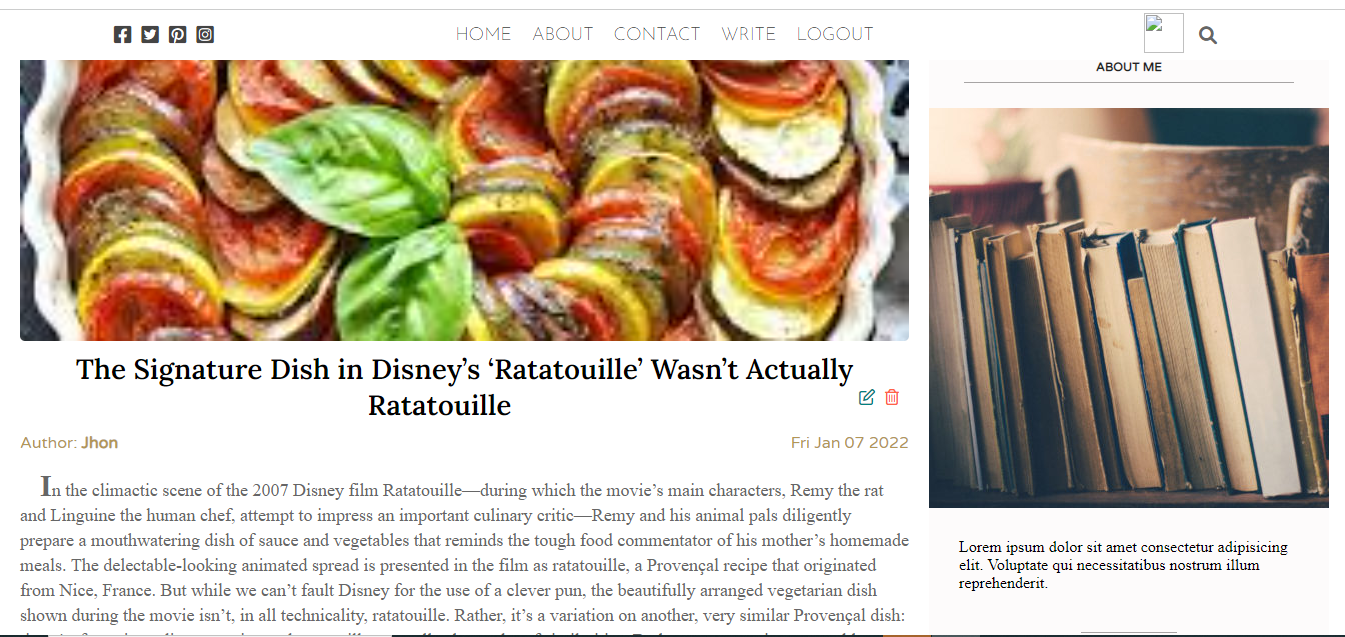 HOME ABOUT CONTACT WRITE LOGOUT
The Signature Dish in Disney’s ‘Ratatouille’ Wasn’t Actually
Ratatouille
Author: Jhon
Fri Jan 07 2022
In the climactic scene of the 2007 Disney film Ratatouille—during which the movie’s main characters, Remy the rat
and Linguine the human chef, attempt to impress an important culinary critic—Remy and his animal pals diligently
prepare a mouthwatering dish of sauce and vegetables that reminds the tough food commentator of his mother’s homemade
meals. The delectable-looking animated spread is presented in the film as ratatouille, a Provençal recipe that originated
from Nice, France. But while we can’t fault Disney for the use of a clever pun, the beautifully arranged vegetarian dish
shown during the movie isn’t, in all technicality, ratatouille. Rather, it’s a variation on another, very similar Provençal dish:
ABOUT ME
Lorem ipsum dolor sit amet consectetur adipisicing
elit. Voluptate qui necessitatibus nostrum illum
reprehenderit.